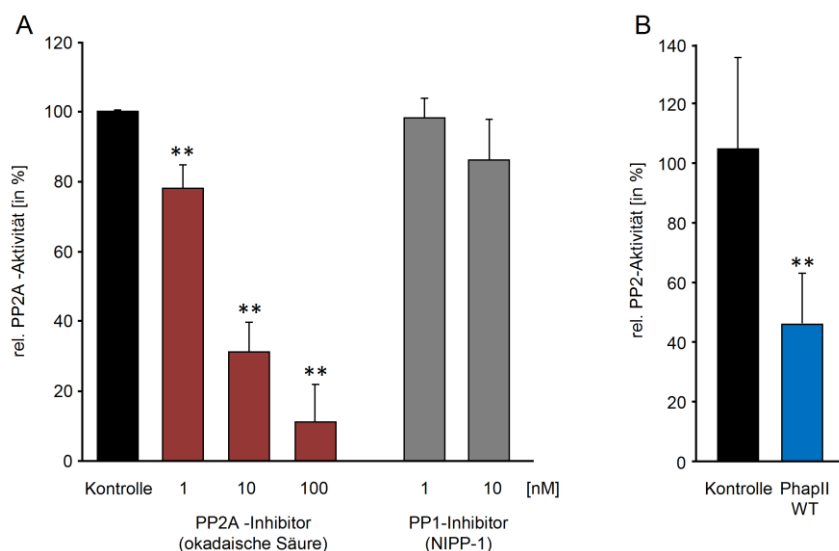 A
rel. PP2A -Aktivität [in %]
120
100
80
60
40
20
0
**
**
**
Kontrolle 1 10 100 1 10 [nM]
PP2A -Inhibitor
(okadaische Säure)
PP1-Inhibitor
(NIPP-1)
B
rel. PP2-Aktivität [in %]
140
120
100
80
60
40
20
0
**
Kontrolle PhapII
WT